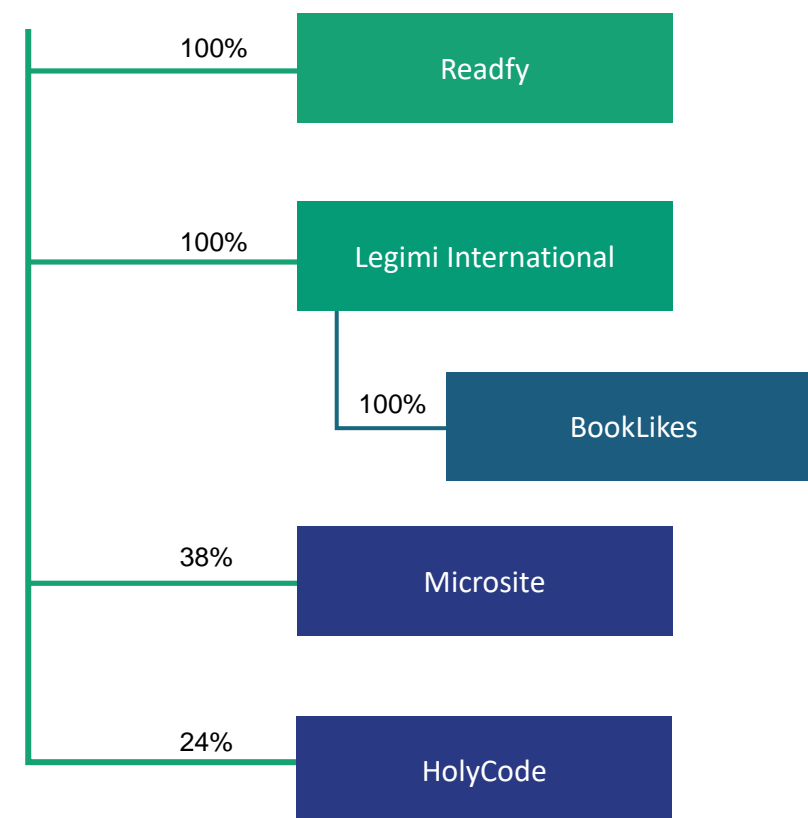 100%
Readfy
100%
Legimi International
100%
BookLikes
38%
Microsite
24%
HolyCode